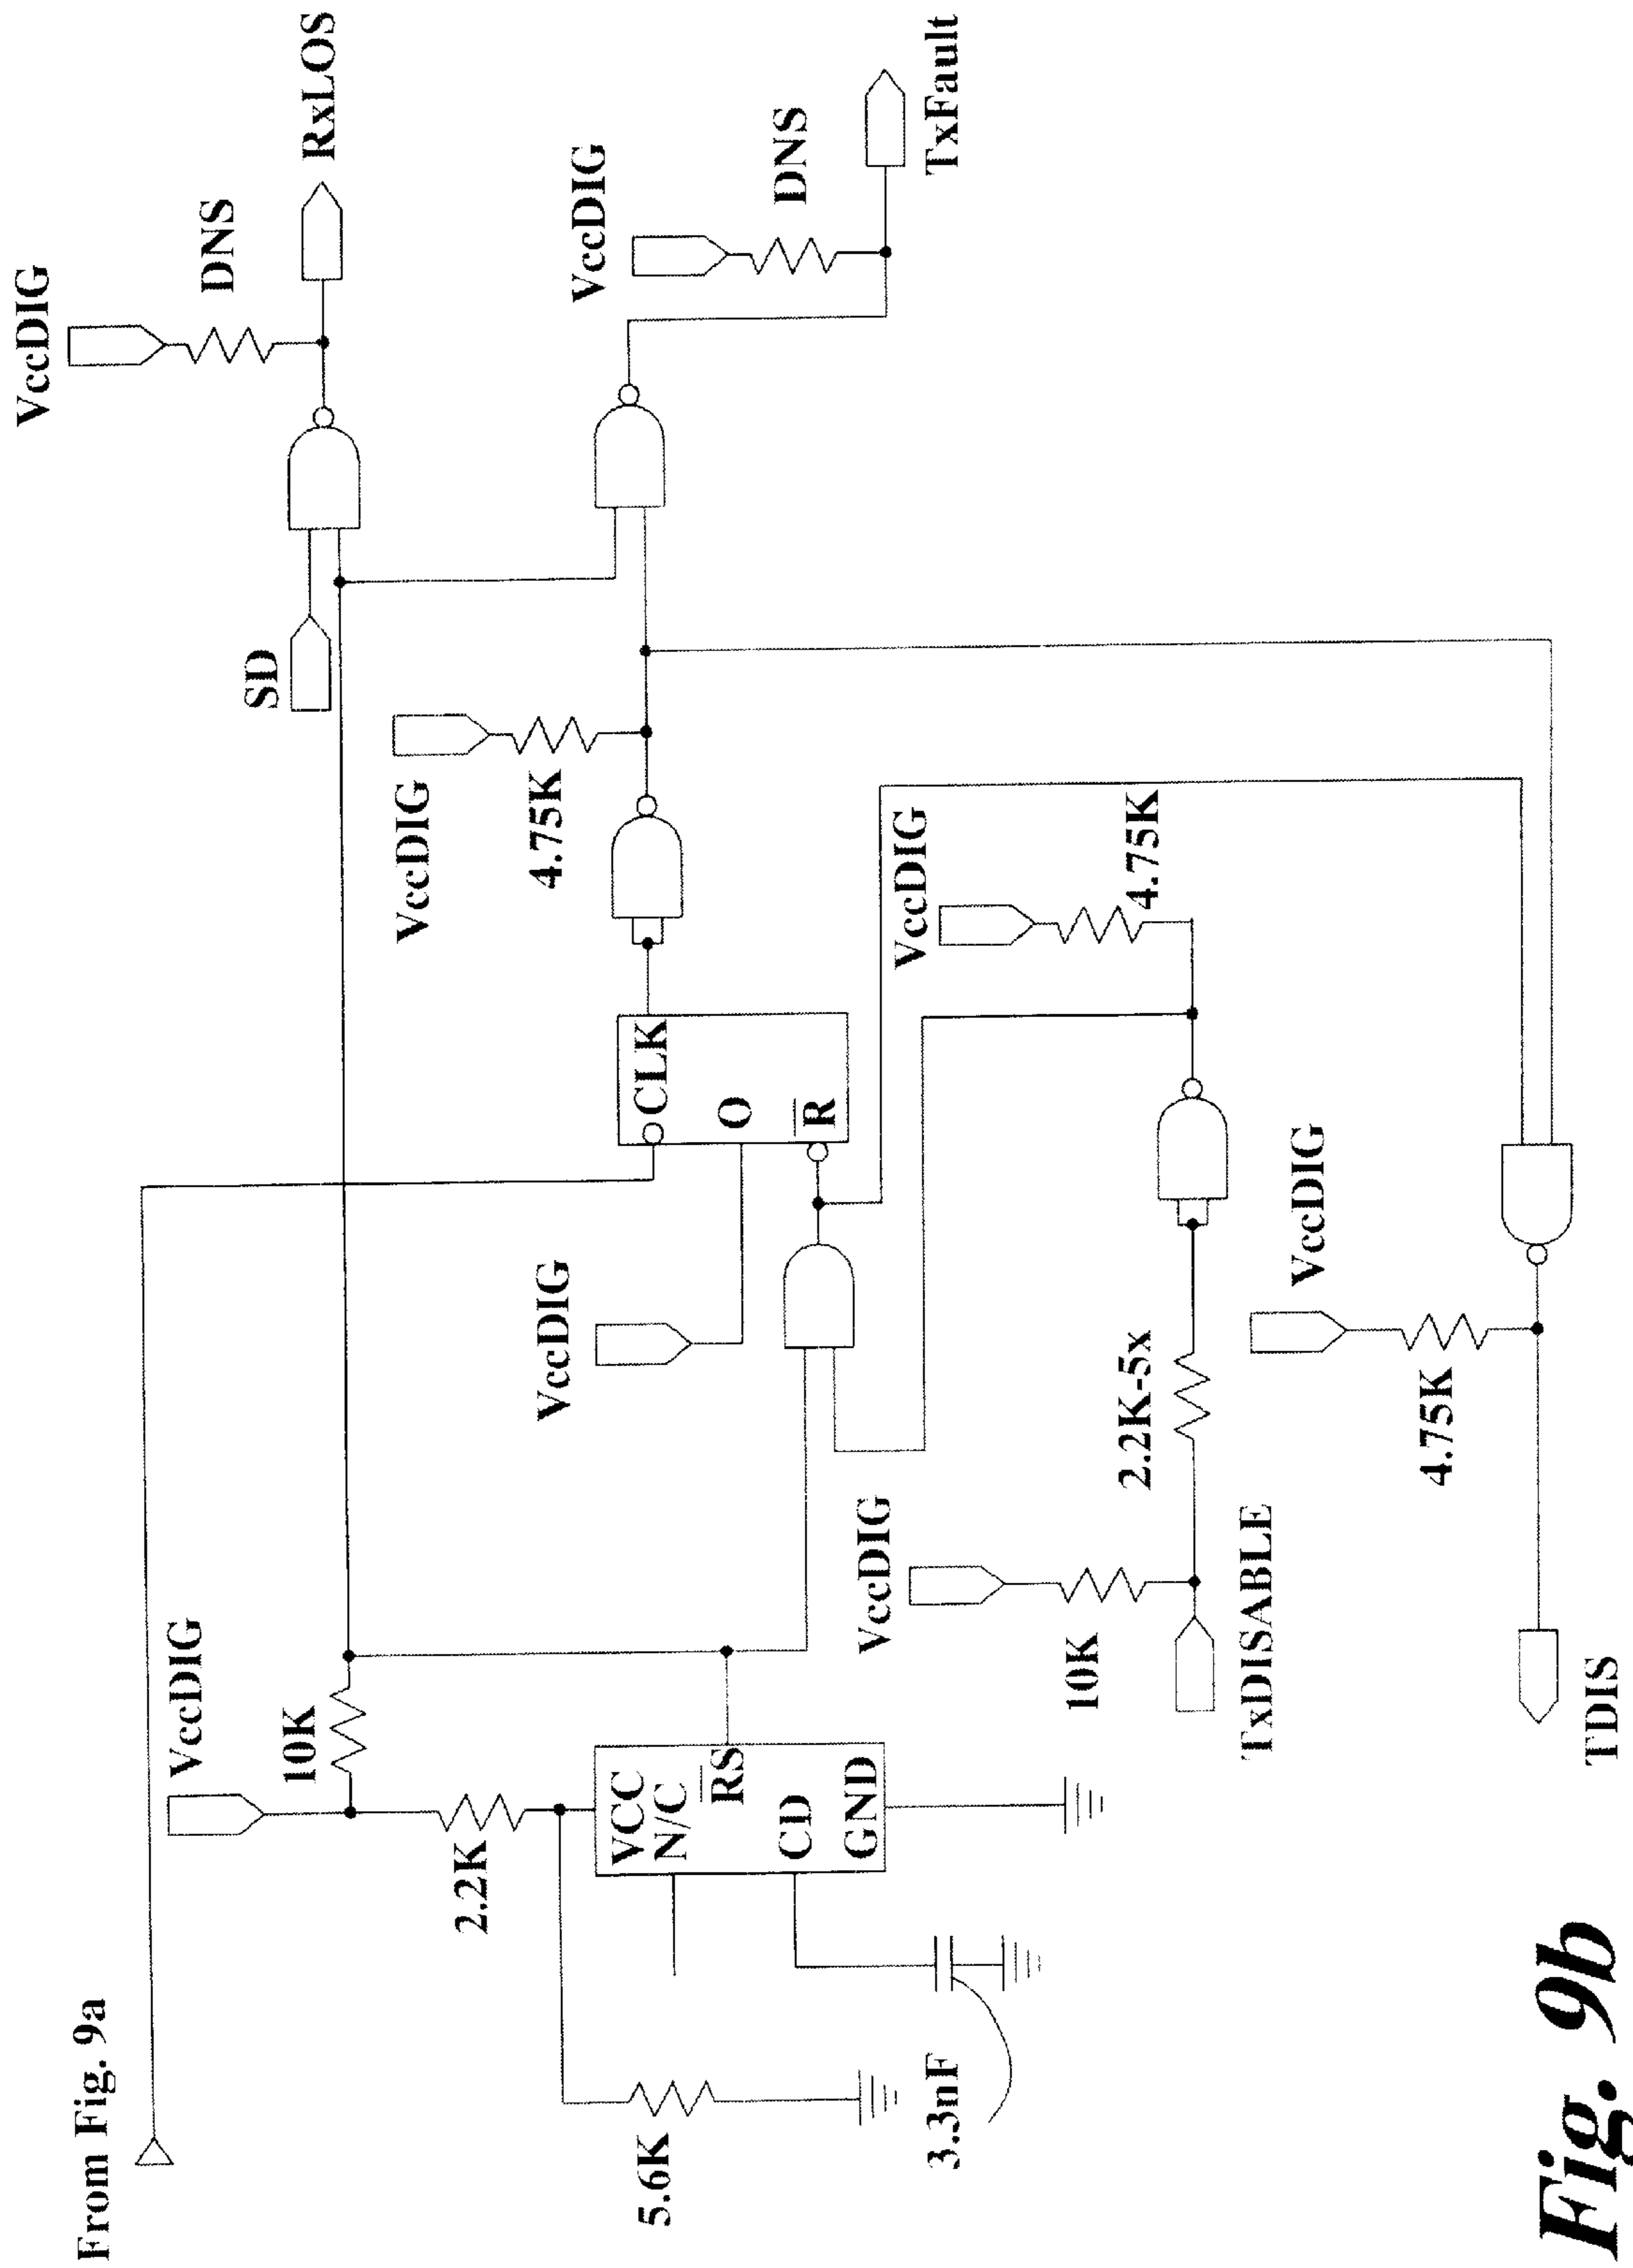 From Fig. 9a
VccDIG
10K
2.2K
5.6K
VCC
N/C
RS
CD
GND
3.3nF
VccDIG
CLK
O
R
VccDIG
4.75K
SD
VccDIG
DNS
RxLOS
VccDIG
DNS
TxFault
VccDIG
10K
TxDISABLE
2.2K-5x
VccDIG
4.75K
VccDIG
4.75K
TDIS
Fig. 9b